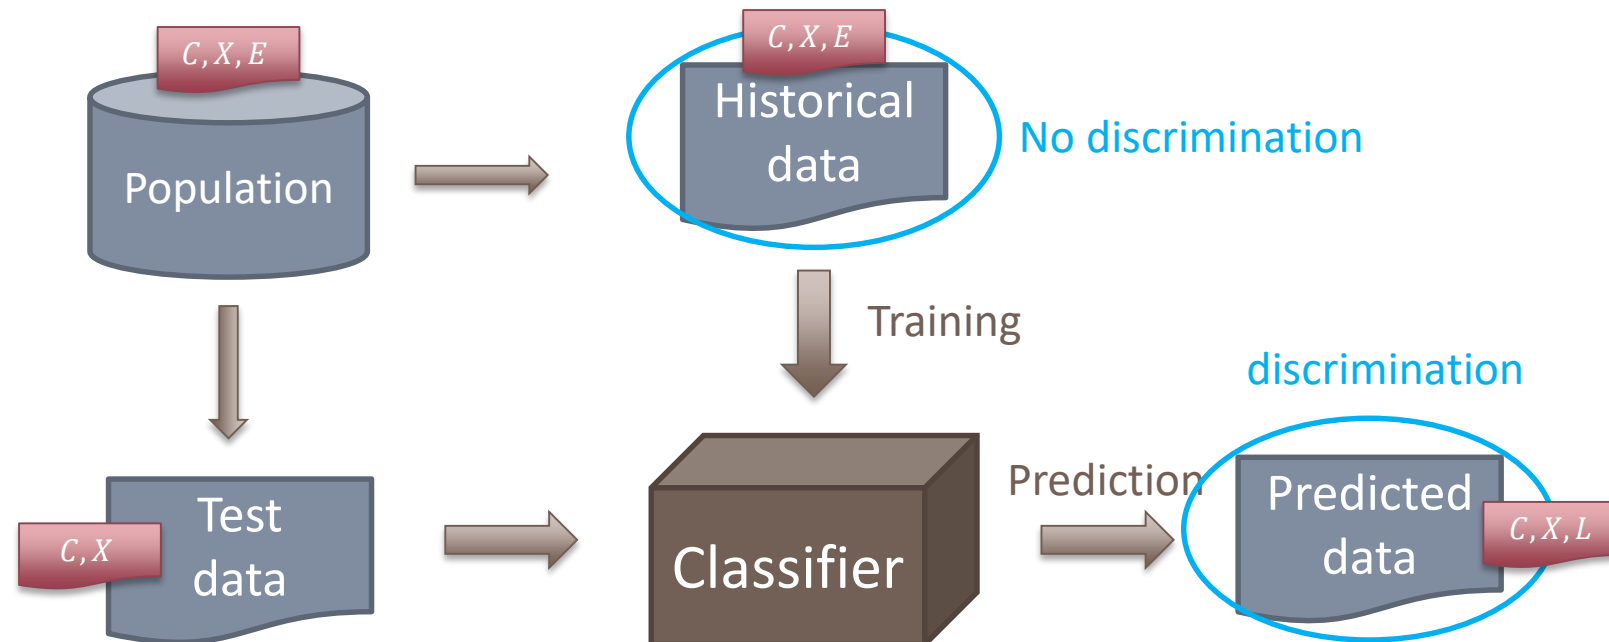 C, X, E
Population
C, X, E
Historical
data
No discrimination
Training
discrimination
C, X
Test
data
Classifier
Prediction
Predicted
data
C, X, L